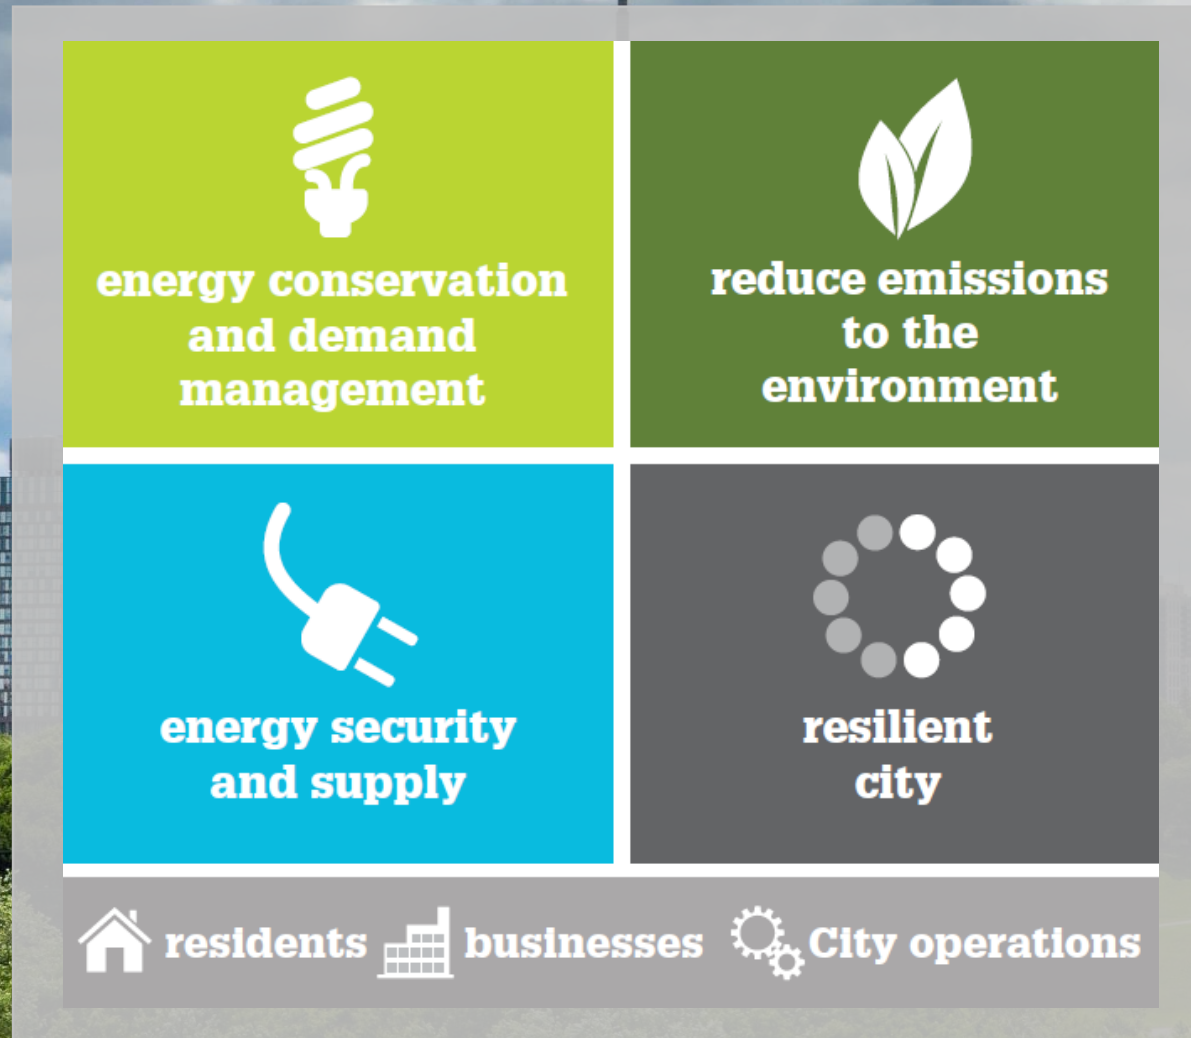 energy conservation
and demand
management
reduce emissions
to the
environment
energy security
and supply
resilient
city
residents
businesses
City operations